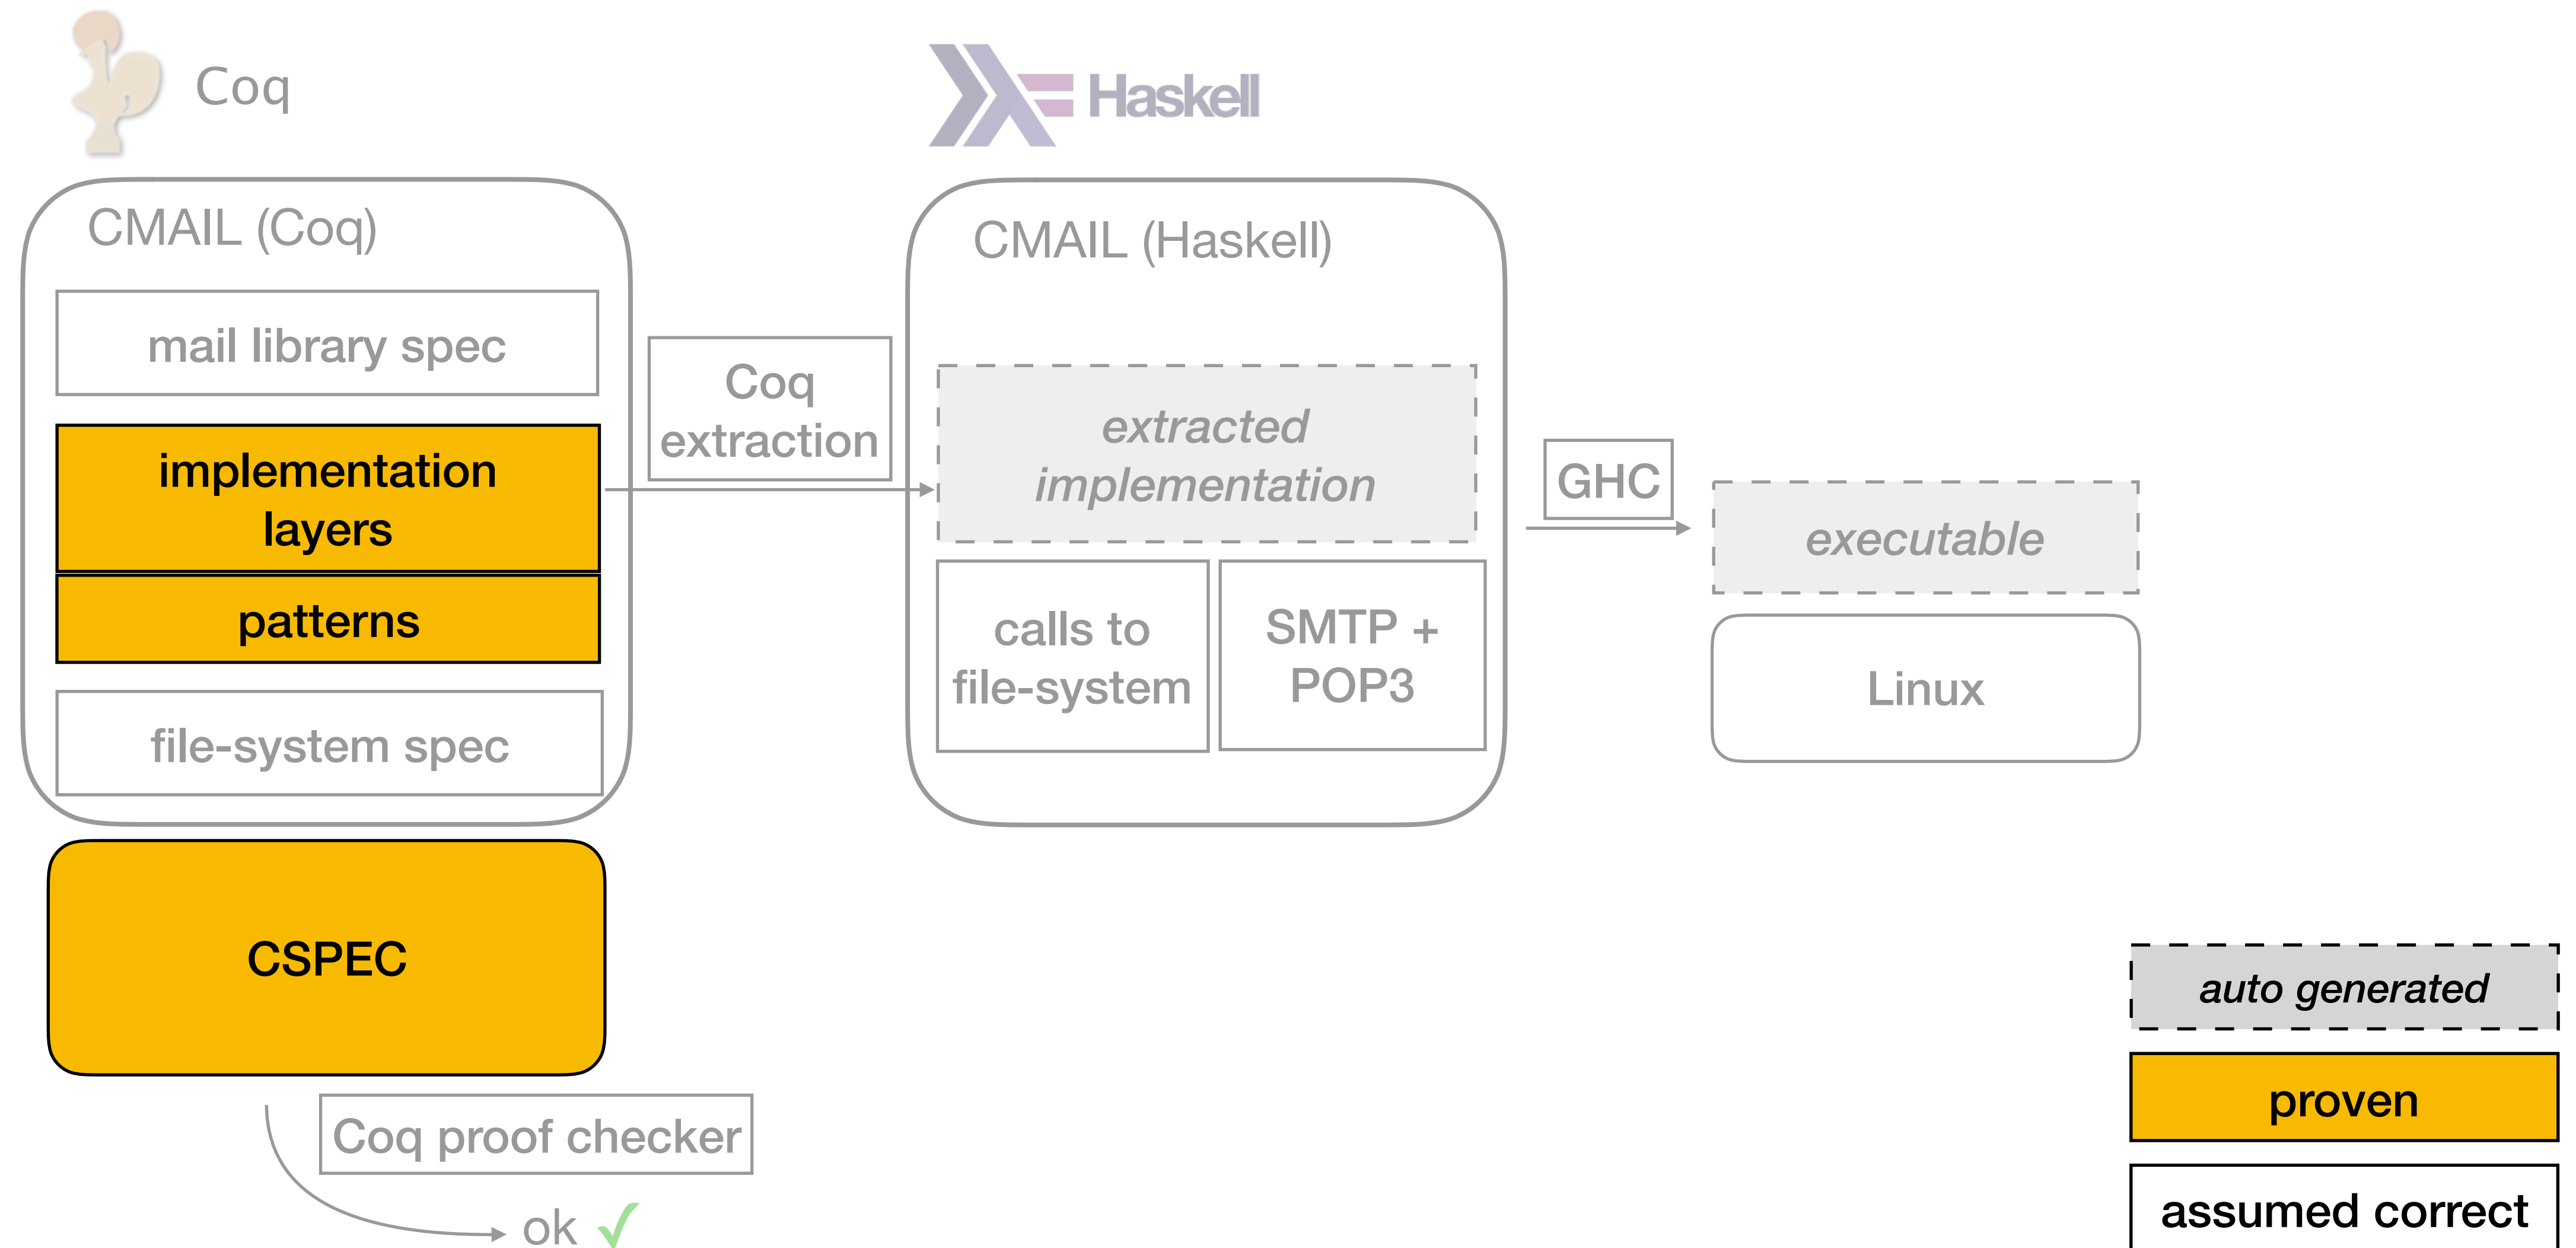 Coq
Haskell
CMAIL (Coq)
mail library spec
implementation
layers
patterns
file-system spec
CSPEC
Coq proof checker
ok ✓
Coq
extraction
CMAIL (Haskell)
extracted
implementation
calls to
file-system
SMTP +
POP3
GHC
executable
Linux
auto generated
proven
assumed correct